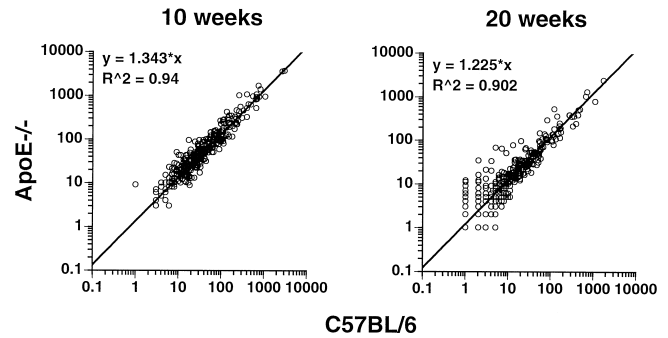 10 weeks
20 weeks
y = 1.343*x
R^2 = 0.94
y = 1.225*x
R^2 = 0.902
ApoE-/-
10000
1000
100
10
1
0.1
0.1 1 10 100 1000 10000
10000
1000
100
10
1
0.1
0.1 1 10 100 1000 10000
C57BL/6